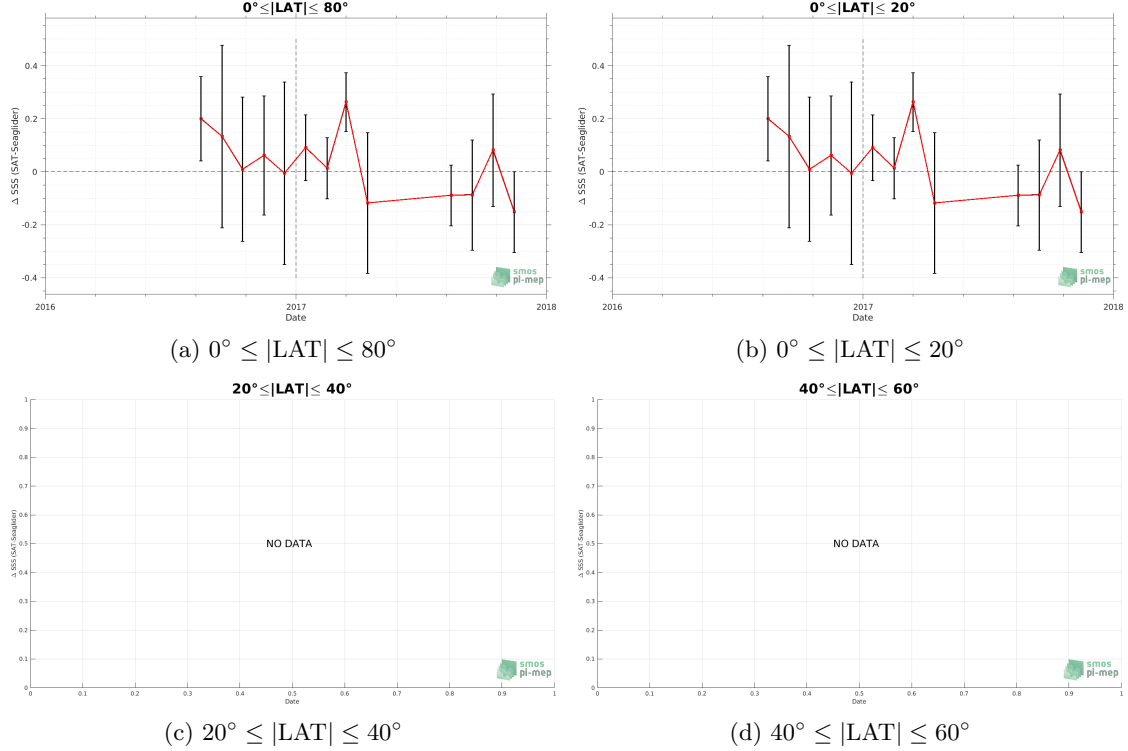 0°≤|LAT|≤ 80°
Δ SSS (SAT-Seaglider)
0.4
0.2
0
-0.2
-0.4
2016
2017
2018
Date
smos
pi-mep
(a) 0° ≤ |LAT| ≤ 80°
0°≤|LAT|≤ 20°
Δ SSS (SAT-Seaglider)
0.4
0.2
0
-0.2
-0.4
2016
2017
2018
Date
smos
pi-mep
(b) 0° ≤ |LAT| ≤ 20°
20°≤|LAT|≤ 40°
Δ SSS (SAT-Seaglider)
1
0.9
0.8
0.7
0.6
0.5
0.4
0.3
0.2
0.1
0
NO DATA
0 0.1 0.2 0.3 0.4 0.5 0.6 0.7 0.8 0.9 1
Date
smos
pi-mep
(c) 20° ≤ |LAT| ≤ 40°
40°≤|LAT|≤ 60°
Δ SSS (SAT-Seaglider)
1
0.9
0.8
0.7
0.6
0.5
0.4
0.3
0.2
0.1
0
NO DATA
0 0.1 0.2 0.3 0.4 0.5 0.6 0.7 0.8 0.9 1
Date
smos
pi-mep
(d) 40° ≤ |LAT| ≤ 60°